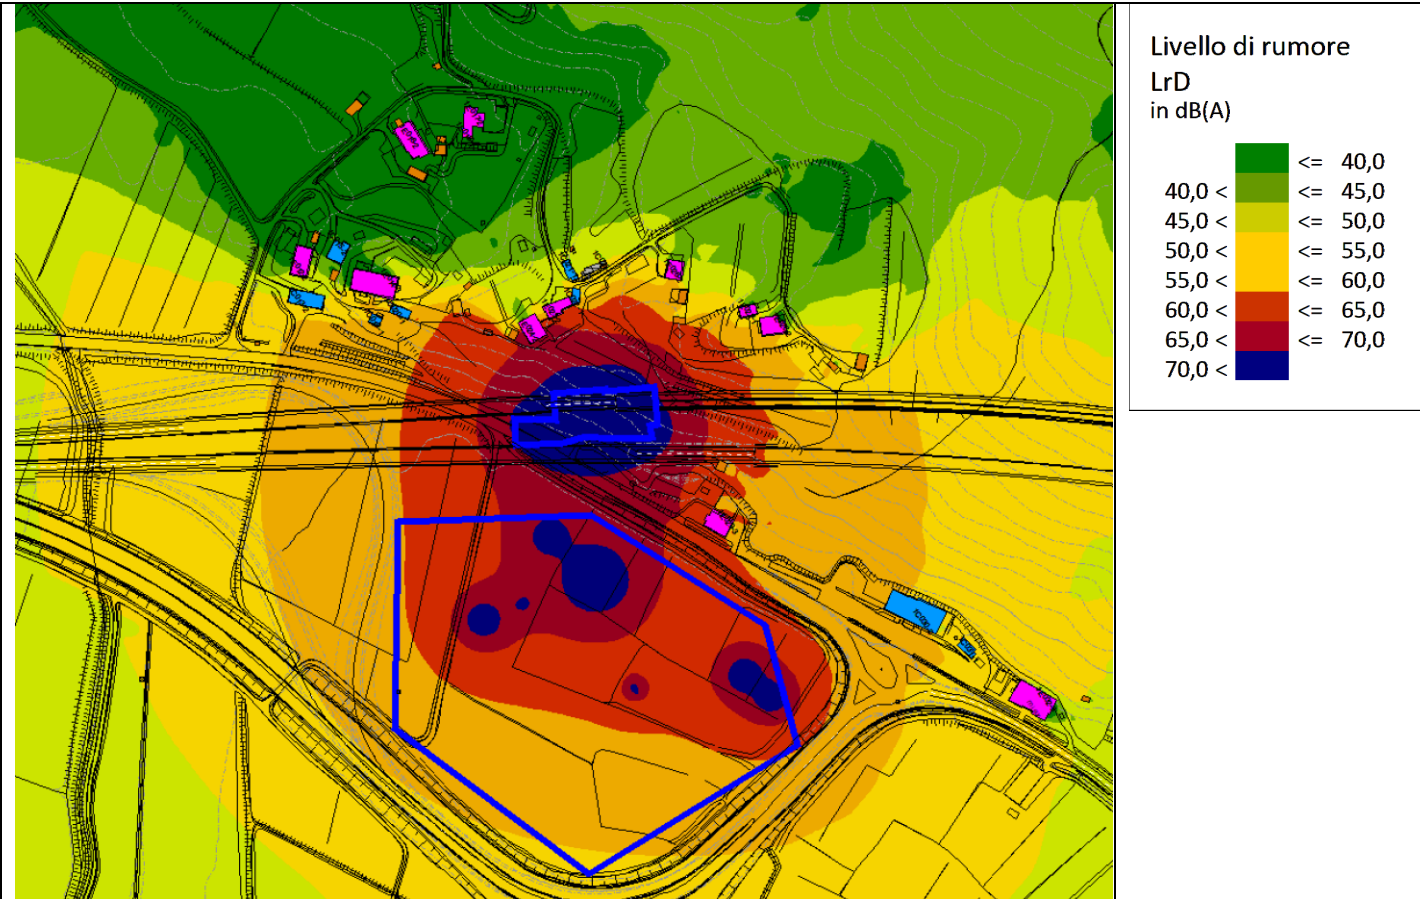 Livello di rumore
LrD
in dB(A)
<= 40,0
40,0 < <= 45,0
45,0 < <= 50,0
50,0 < <= 55,0
55,0 < <= 60,0
60,0 < <= 65,0
65,0 < <= 70,0
70,0 <